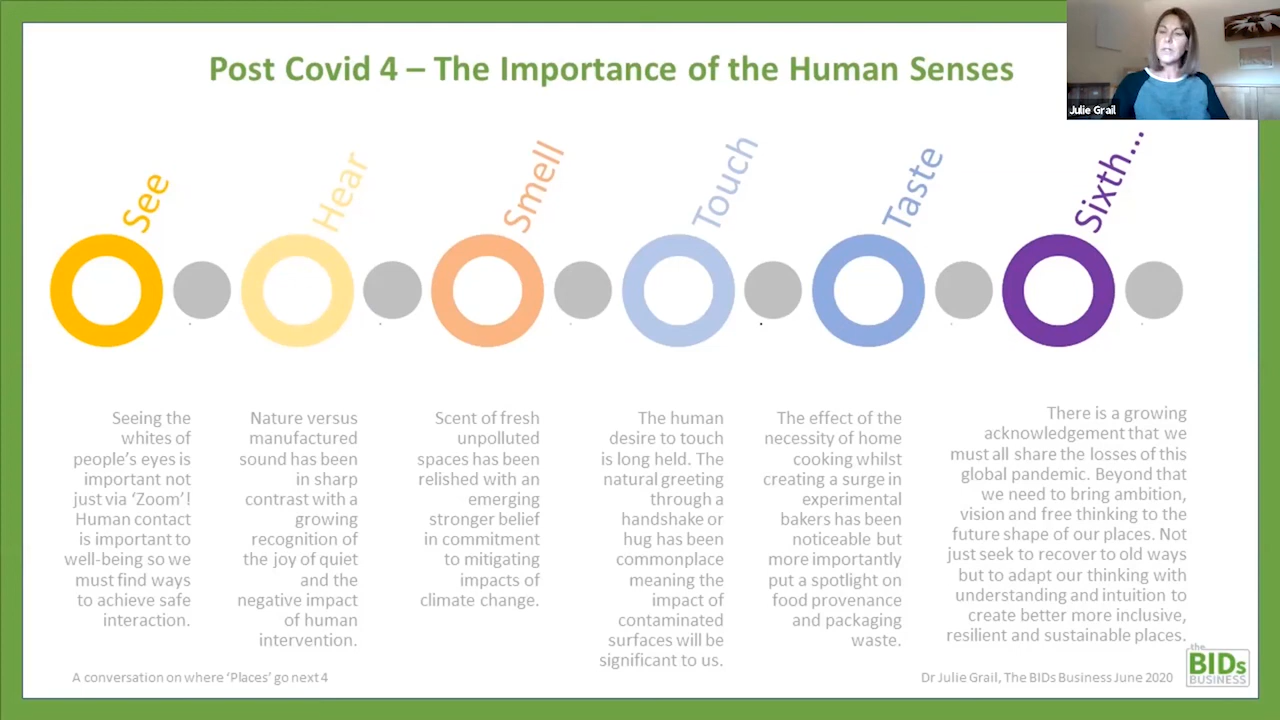 Post Covid 4 – The Importance of the Human Senses
Julie Grail
See
Hear
Smell
Touch
Taste
Sixth...
Seeing the
whites of
people's eyes is
important not
just via 'Zoom'!
Human contact
is important to
well-being so we
must find ways
to achieve safe
interaction.
Nature versus
manufactured
sound has been
in sharp
contrast with a
growing
recognition of
the joy of quiet
and the
negative impact
of human
intervention.
Scent of fresh
unpolluted
spaces has been
relished with an
emerging
stronger belief
in commitment
to mitigating
impacts of
climate change.
The human
desire to touch
is long held. The
natural greeting
through a
handshake or
hug has been
commonplace
meaning the
impact of
contaminated
surfaces will be
significant to us.
The effect of the
necessity of home
cooking whilst
creating a surge in
experimental
bakers has been
noticeable but
more importantly
put a spotlight on
food provenance
and packaging
waste.
There is a growing
acknowledgement that we
must all share the losses of this
global pandemic. Beyond that
we need to bring ambition,
vision and free thinking to the
future shape of our places. Not
just seek to recover to old ways
but to adapt our thinking with
understanding and intuition to
create better more inclusive,
resilient and sustainable places.
A conversation on where 'Places' go next 4
Dr Julie Grail, The BIDs Business June 2020
the
BIDs
BUSINESS